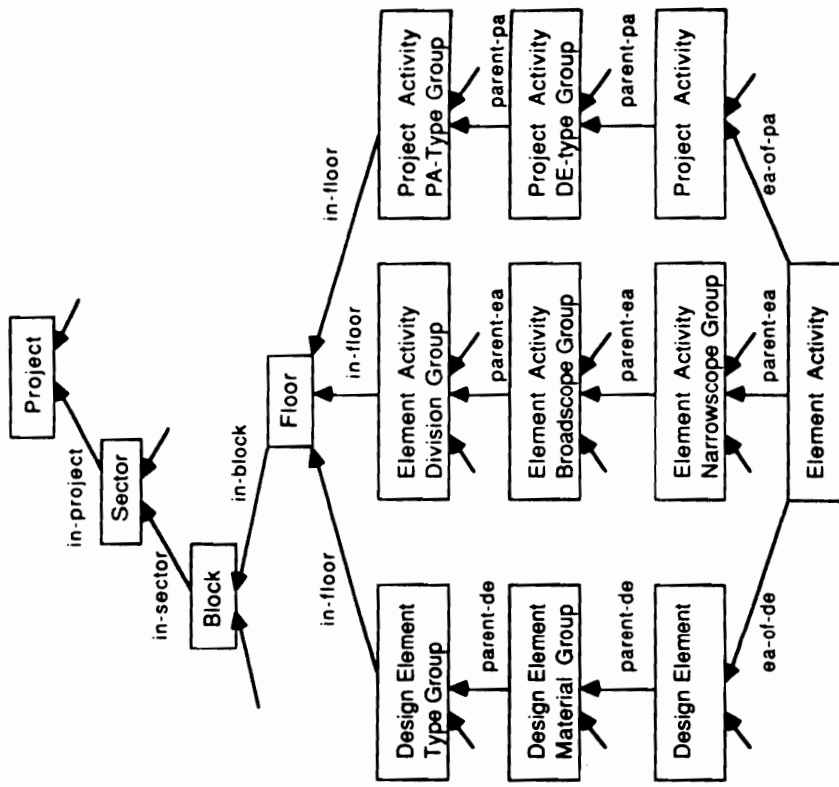 Project
in-project
Sector
in-sector
Block
in-block
Floor
in-floor
in-floor
in-floor
Design Element
Type Group
Element Activity
Division Group
Project Activity
PA-Type Group
parent-de
parent-ea
parent-pa
Design Element
Material Group
Element Activity
Broadscope Group
Project Activity
DE-type Group
parent-de
parent-ea
parent-pa
Design Element
Element Activity
Narrowscope Group
Project Activity
ea-of-de
parent-ea
ea-of-pa
Element Activity